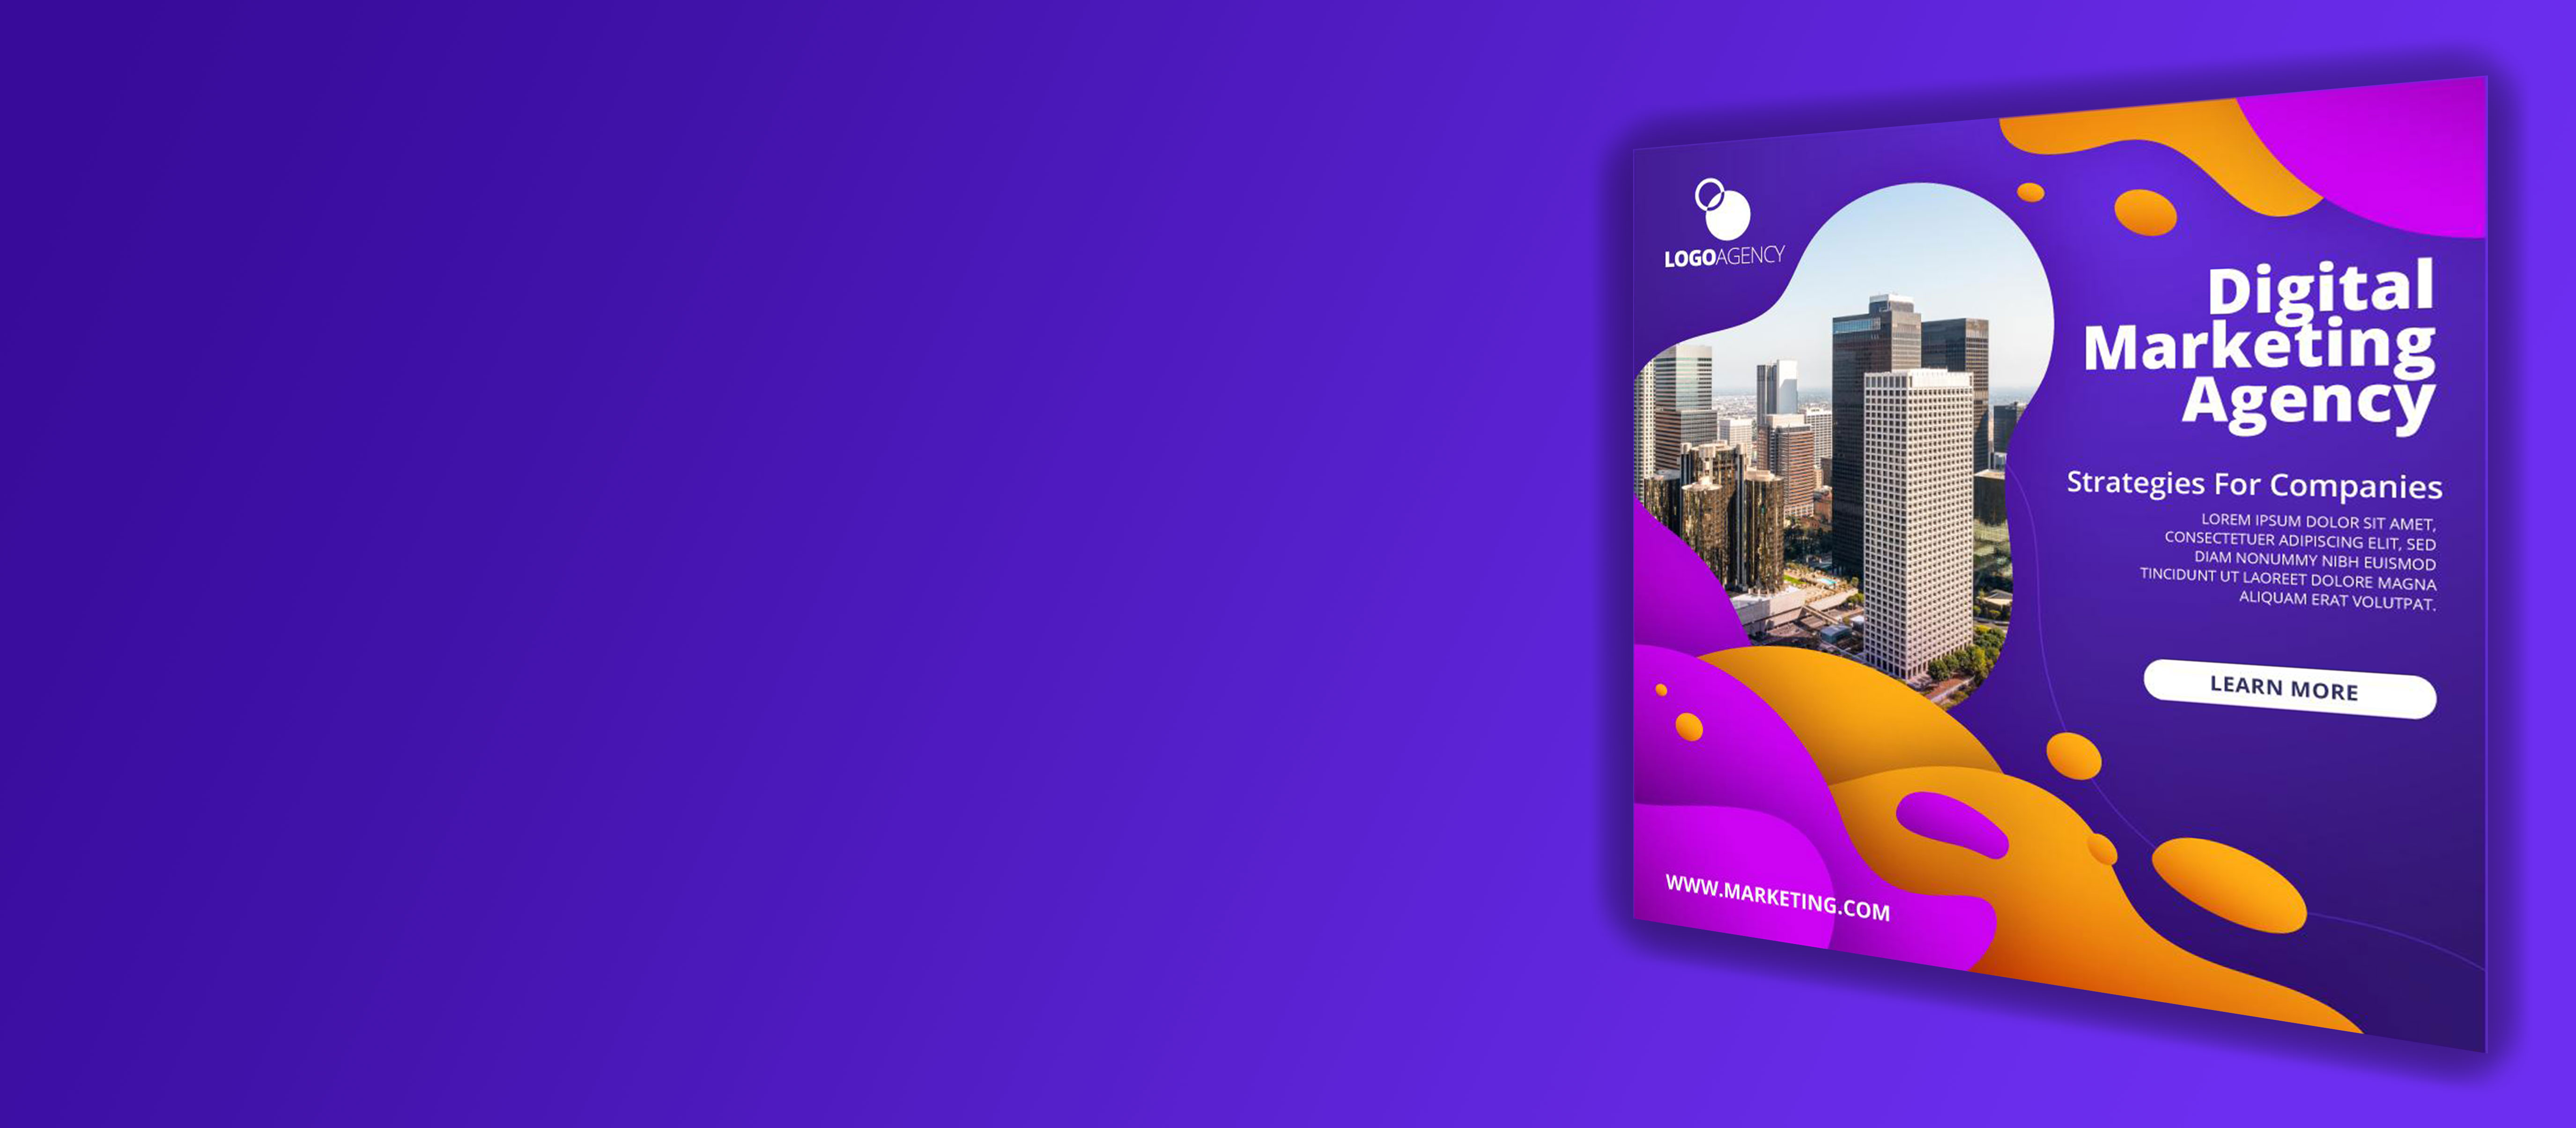 LOGOAGENCY
Digital
Marketing
Agency
Strategies For Companies
LOREM IPSUM DOLOR SIT AMET,
CONSECTETUER ADIPISCING ELIT, SED
DIAM NONUMMY NIBH EUISMOD
TINCIDUNT UT LAOREET DOLORE MAGNA
ALIQUAM ERAT VOLUTPAT.
LEARN MORE
WWW.MARKETING.COM